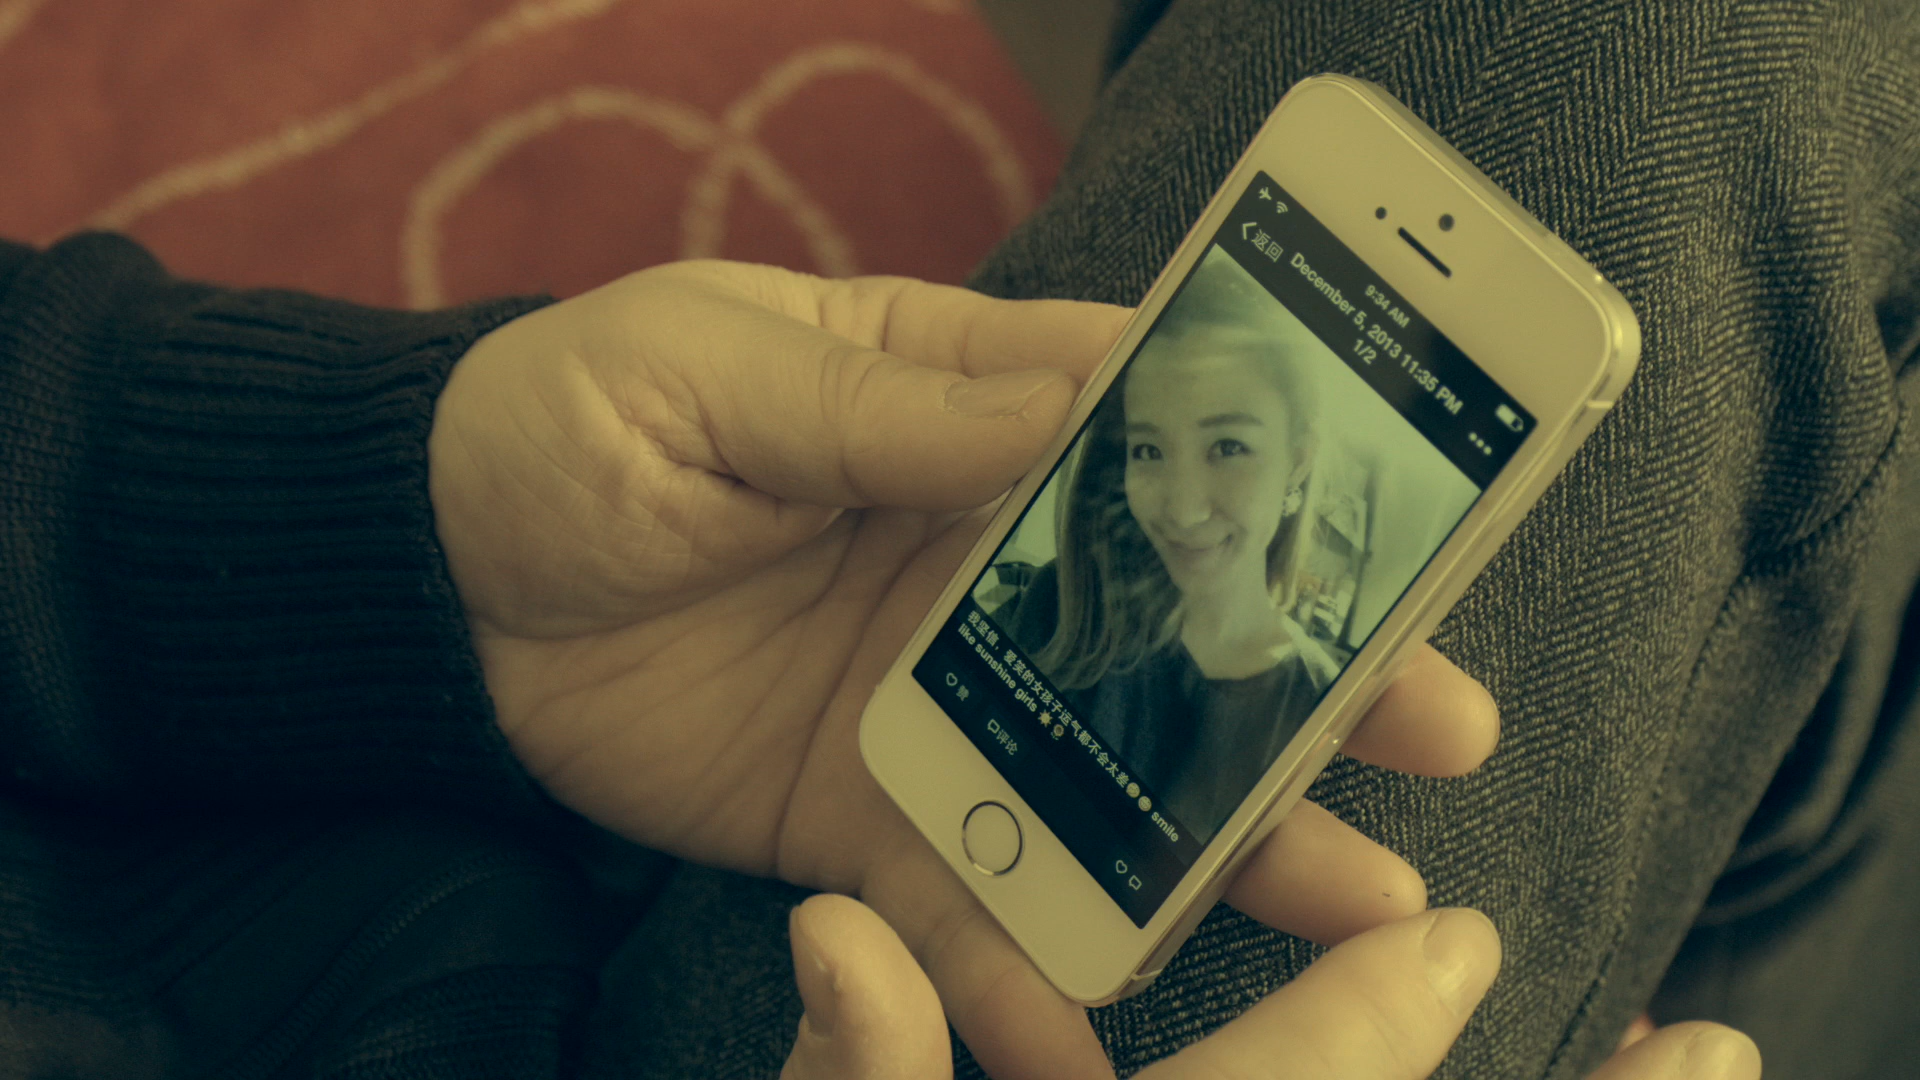 9:34 AM
返回
December 5, 2013 11:35 PM
1/2
我坚信，爱笑的女孩子运气都不会太差 smile
like sunshine girls
赞
评论